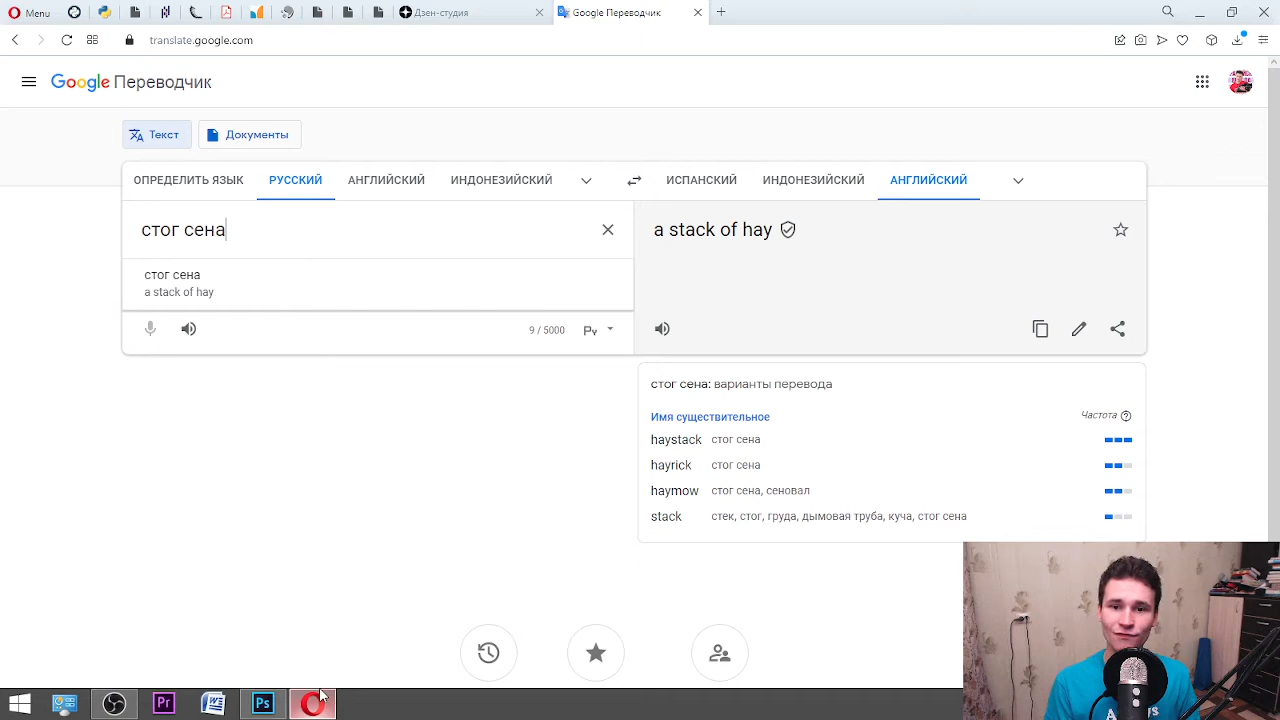 Menu
Дзен-студия
Google Переводчик
translate.google.com
Google Переводчик
Текст
Документы
ОПРЕДЕЛИТЬ ЯЗЫК РУССКИЙ АНГЛИЙСКИЙ ИНДОНЕЗИЙСКИЙ
ИСПАНСКИЙ ИНДОНЕЗИЙСКИЙ АНГЛИЙСКИЙ
стог сена
a stack of hay
стог сена
a stack of hay
9 / 5000
стог сена: варианты перевода
Имя существительное Частота
haystack стог сена
hayrick стог сена
haymow стог сена, сеновал
stack стек, стог, груда, дымовая труба, куча, стог сена
Pr
Ps